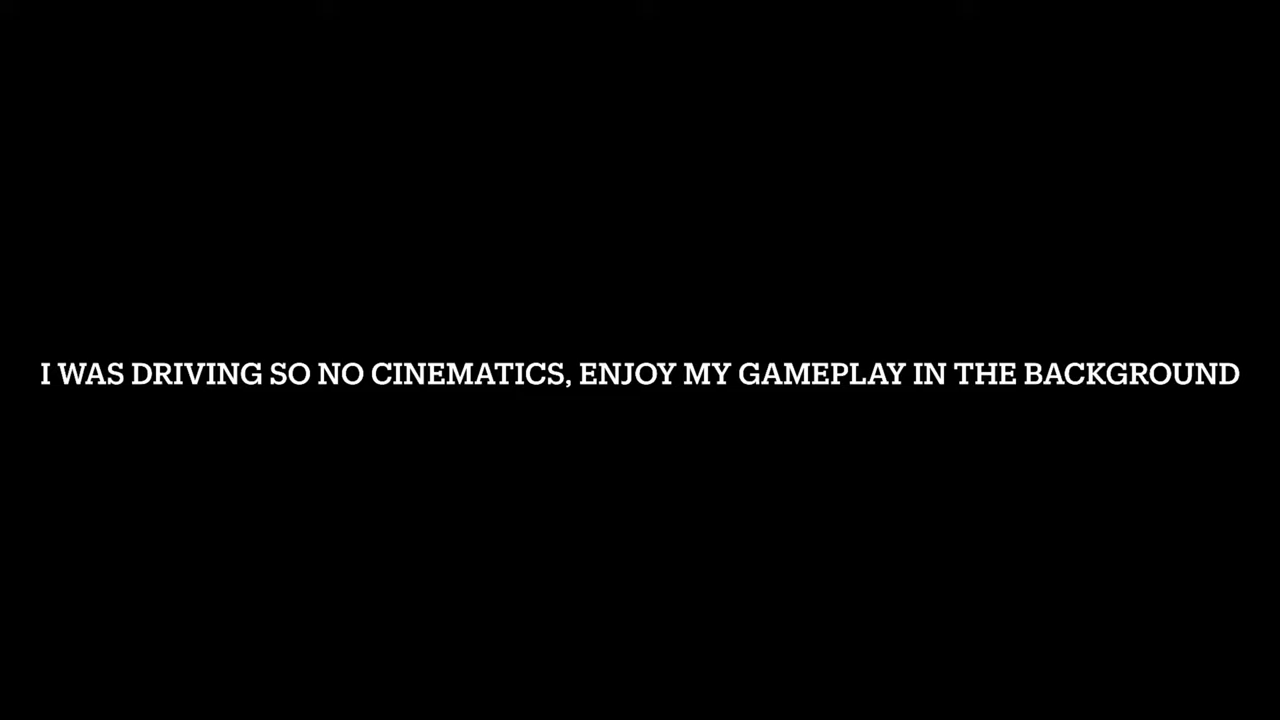 I WAS DRIVING SO NO CINEMATICS, ENJOY MY GAMEPLAY IN THE BACKGROUND